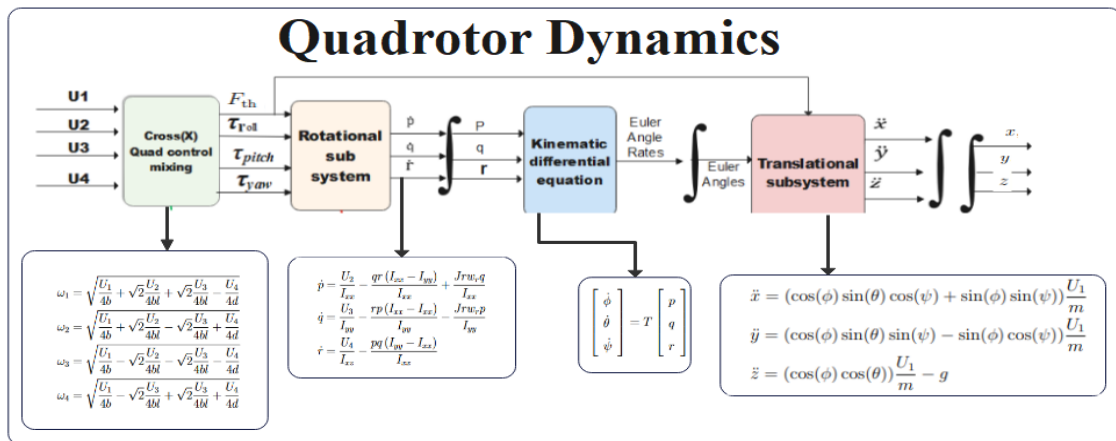 Quadrotor Dynamics
U1
U2
U3
U4
Cross(X)
Quad control
mixing
F_th
τ_roll
τ_pitch
τ_yaw
Rotational
sub
system
ṗ
q̇
ṙ
∫
P
q
r
Kinematic
differential
equation
Euler
Angle
Rates
∫
Euler
Angles
Translational
subsystem
ẍ
ÿ
z̈
∫ ∫
x.
y
z
ω₁ = √(U₁/4b + √2 U₂/4bl + √2 U₃/4bl − U₄/4d)
ω₂ = √(U₁/4b + √2 U₂/4bl − √2 U₃/4bl + U₄/4d)
ω₃ = √(U₁/4b − √2 U₂/4bl − √2 U₃/4bl − U₄/4d)
ω₄ = √(U₁/4b − √2 U₃/4bl + √2 U₃/4bl + U₄/4d)
ṗ = U₂/I_xx − qr (I_zz − I_yy)/I_xx + Jrw_r q/I_xx
q̇ = U₃/I_yy − rp (I_xx − I_zz)/I_yy − Jrw_r p/I_yy
ṙ = U₄/I_zz − pq (I_yy − I_xx)/I_zz
[φ̇ θ̇ ψ̇] = T [p q r]
ẍ = (cos(φ) sin(θ) cos(ψ) + sin(φ) sin(ψ)) U₁/m
ÿ = (cos(φ) sin(θ) sin(ψ) − sin(φ) cos(ψ)) U₁/m
z̈ = (cos(φ) cos(θ)) U₁/m − g